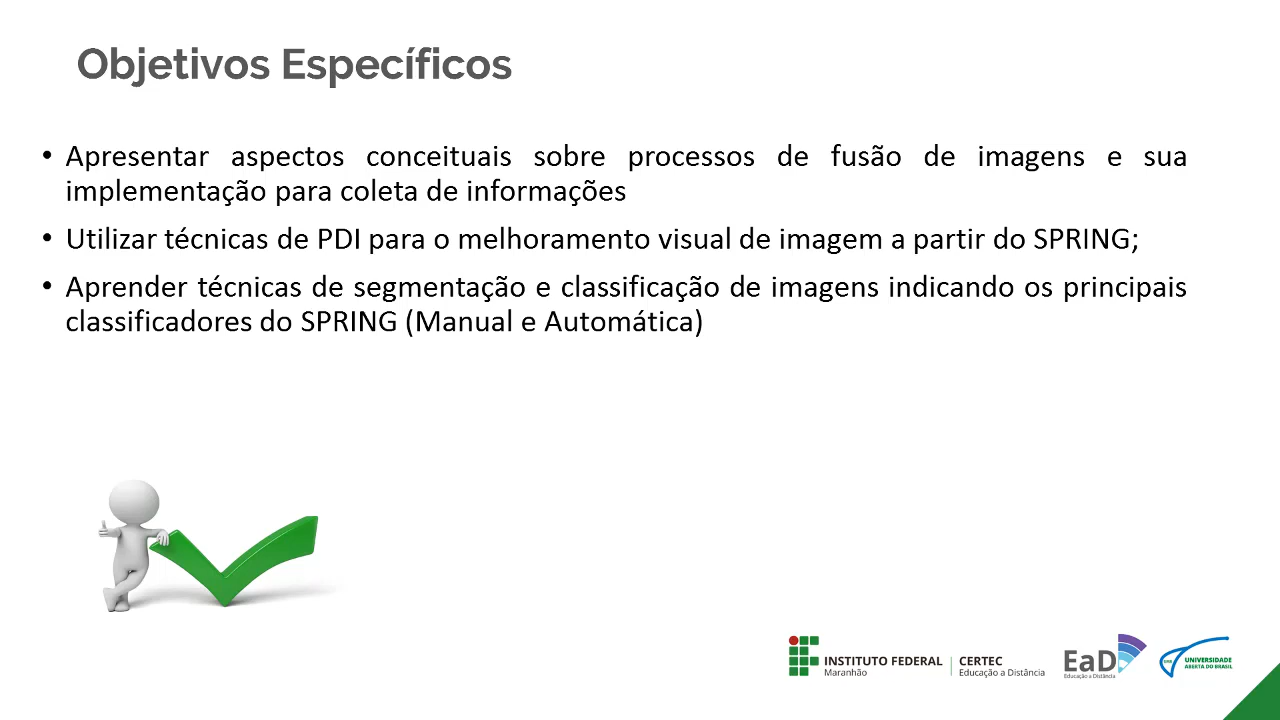 Objetivos Específicos
• Apresentar aspectos conceituais sobre processos de fusão de imagens e sua
implementação para coleta de informações
• Utilizar técnicas de PDI para o melhoramento visual de imagem a partir do SPRING;
• Aprender técnicas de segmentação e classificação de imagens indicando os principais
classificadores do SPRING (Manual e Automática)
INSTITUTO FEDERAL
Maranhão
CERTEC
Educação a Distância
EaD
Educação a Distância
UNIVERSIDADE
ABERTA DO BRASIL